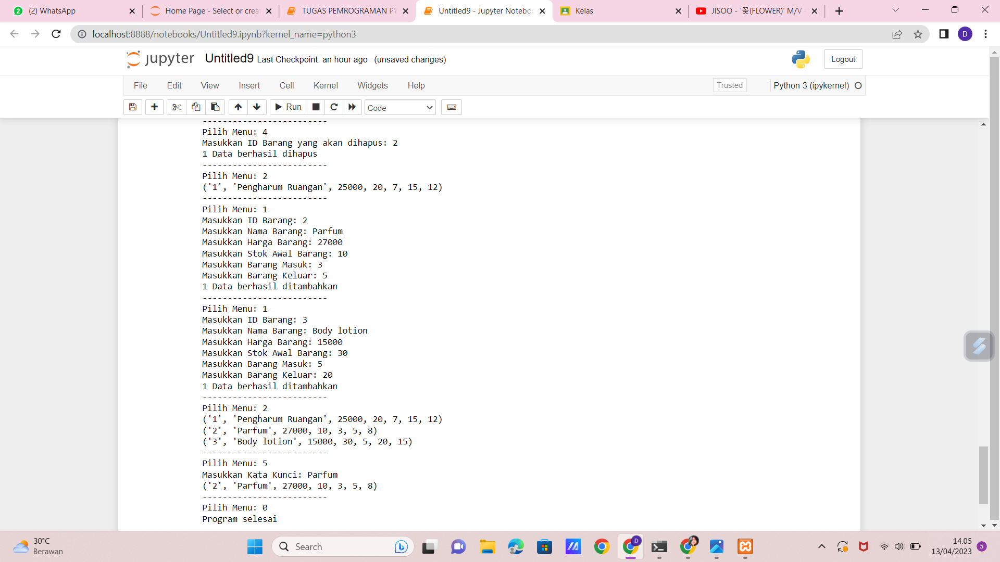 (2) WhatsApp
Home Page - Select or crea
TUGAS PEMROGRAMAN PY
Untitled9 - Jupyter Notebo
Kelas
JISOO - '꽃(FLOWER)' M/V -
localhost:8888/notebooks/Untitled9.ipynb?kernel_name=python3
D
jupyter
Untitled9 Last Checkpoint: an hour ago (unsaved changes)
Logout
File Edit View Insert Cell Kernel Widgets Help
Trusted
Python 3 (ipykernel)
Run
Code
-------------------------
Pilih Menu: 4
Masukkan ID Barang yang akan dihapus: 2
1 Data berhasil dihapus
-------------------------
Pilih Menu: 2
('1', 'Pengharum Ruangan', 25000, 20, 7, 15, 12)
-------------------------
Pilih Menu: 1
Masukkan ID Barang: 2
Masukkan Nama Barang: Parfum
Masukkan Harga Barang: 27000
Masukkan Stok Awal Barang: 10
Masukkan Barang Masuk: 3
Masukkan Barang Keluar: 5
1 Data berhasil ditambahkan
-------------------------
Pilih Menu: 1
Masukkan ID Barang: 3
Masukkan Nama Barang: Body lotion
Masukkan Harga Barang: 15000
Masukkan Stok Awal Barang: 30
Masukkan Barang Masuk: 5
Masukkan Barang Keluar: 20
1 Data berhasil ditambahkan
-------------------------
Pilih Menu: 2
('1', 'Pengharum Ruangan', 25000, 20, 7, 15, 12)
('2', 'Parfum', 27000, 10, 3, 5, 8)
('3', 'Body lotion', 15000, 30, 5, 20, 15)
-------------------------
Pilih Menu: 5
Masukkan Kata Kunci: Parfum
('2', 'Parfum', 27000, 10, 3, 5, 8)
-------------------------
Pilih Menu: 0
Program selesai
30°C
Berawan
Search
D
14.05
13/04/2023
5